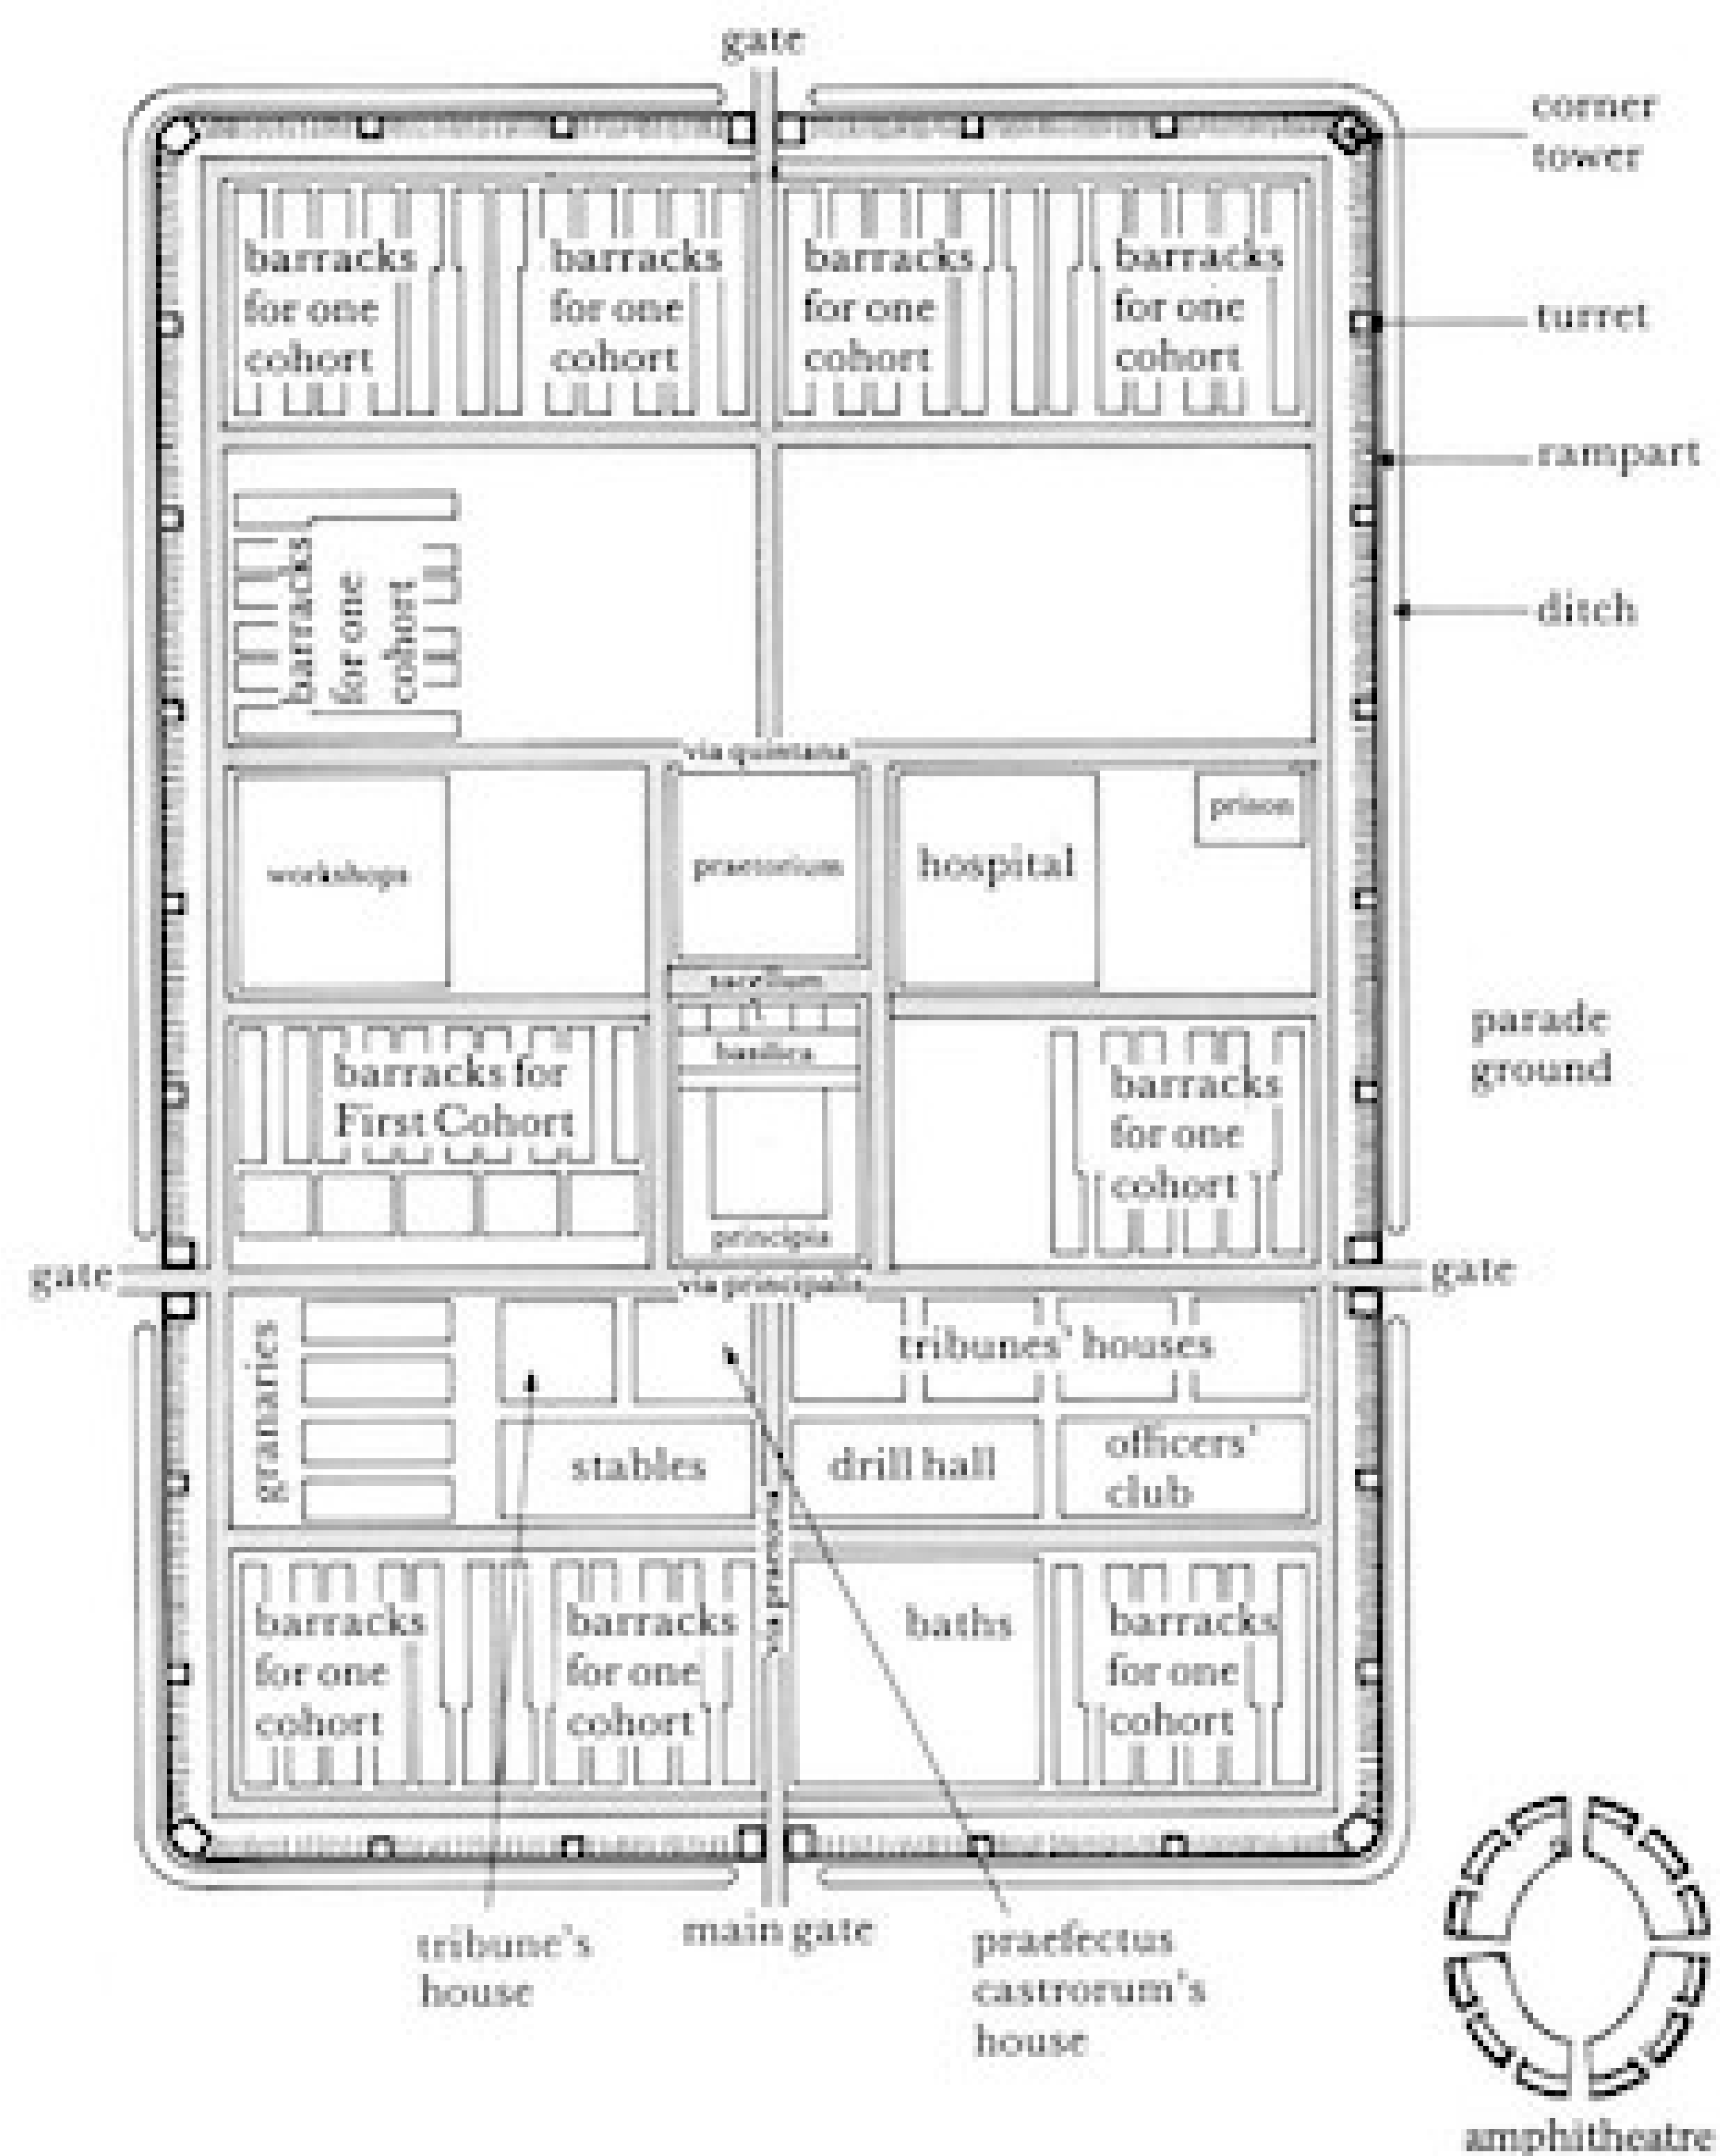 gate
corner
tower
barracks
for one
cohort
barracks
for one
cohort
barracks
for one
cohort
barracks
for one
cohort
turret
rampart
ditch
barracks
for one
cohort
via quintana
workshops
praetorium
hospital
prison
sacellum
basilica
principia
barracks for
First Cohort
barracks
for one
cohort
parade
ground
gate
via principalis
gate
granaries
tribunes' houses
stables
drill hall
officers'
club
via praetoria
barracks
for one
cohort
barracks
for one
cohort
baths
barracks
for one
cohort
tribune's
house
main gate
praefectus
castrorum's
house
amphitheatre